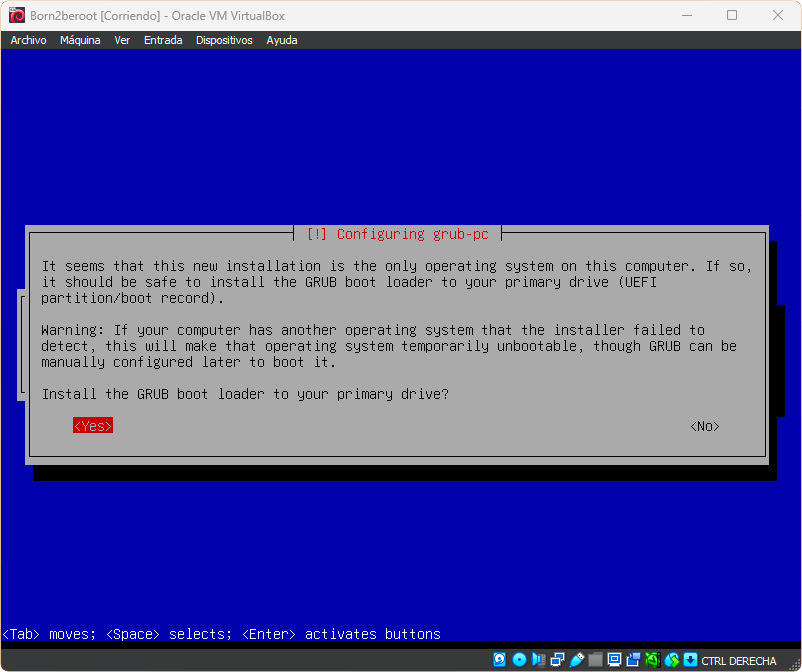 Born2beroot [Corriendo] - Oracle VM VirtualBox
Archivo Máquina Ver Entrada Dispositivos Ayuda
[!] Configuring grub-pc
It seems that this new installation is the only operating system on this computer. If so,
it should be safe to install the GRUB boot loader to your primary drive (UEFI
partition/boot record).
Warning: If your computer has another operating system that the installer failed to
detect, this will make that operating system temporarily unbootable, though GRUB can be
manually configured later to boot it.
Install the GRUB boot loader to your primary drive?
<Yes> <No>
<Tab> moves; <Space> selects; <Enter> activates buttons
CTRL DERECHA